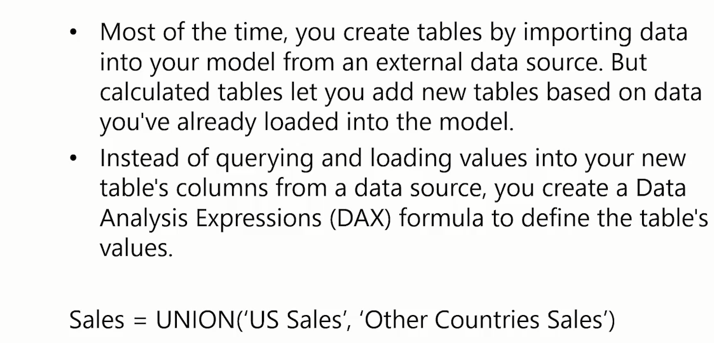 • Most of the time, you create tables by importing data
into your model from an external data source. But
calculated tables let you add new tables based on data
you've already loaded into the model.
• Instead of querying and loading values into your new
table's columns from a data source, you create a Data
Analysis Expressions (DAX) formula to define the table's
values.
Sales = UNION(‘US Sales’, ‘Other Countries Sales’)